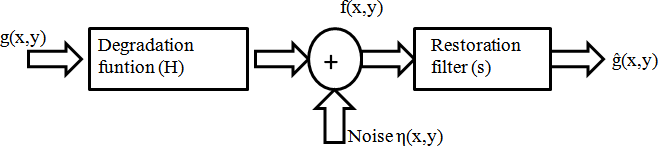 f(x,y)
g(x,y)
Degradation
funtion (H)
+
Restoration
filter (s)
ĝ(x,y)
Noise η(x,y)